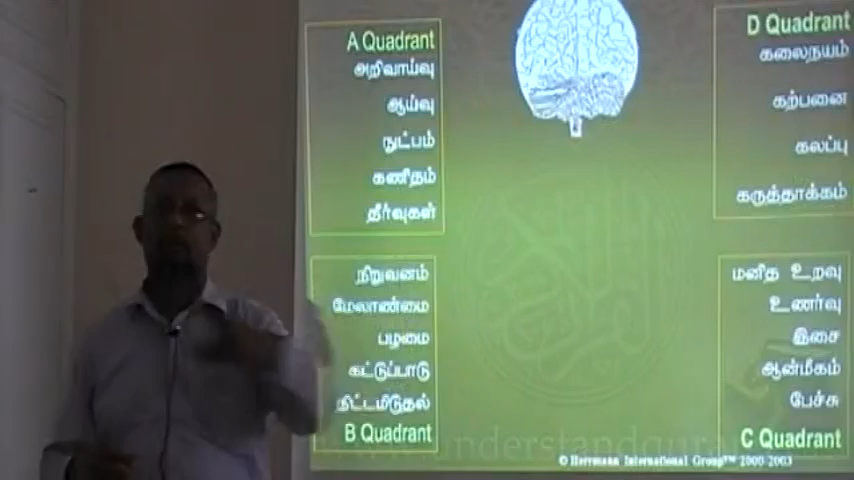 A Quadrant
அறிவாய்வு
ஆய்வு
நுட்பம்
கணிதம்
தீர்வுகள்
D Quadrant
கலைநயம்
கற்பனை
கலப்பு
கருத்தாக்கம்
நிறுவனம்
மேலாண்மை
பழமை
கட்டுப்பாடு
திட்டமிடுதல்
B Quadrant
மனித உறவு
உணர்வு
இசை
ஆன்மீகம்
பேச்சு
C Quadrant
© Herrmann International Group™ 2000-2003